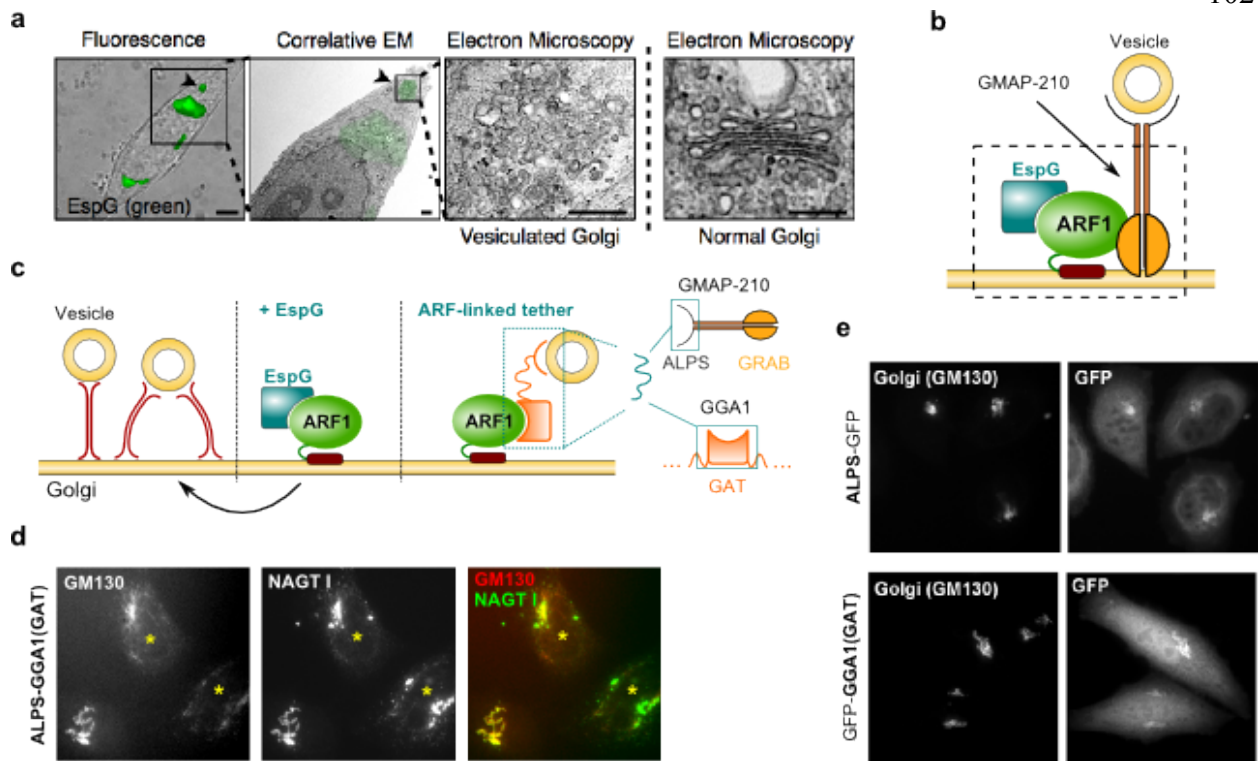 a
Fluorescence
Correlative EM
Electron Microscopy
Electron Microscopy
EspG (green)
Vesiculated Golgi
Normal Golgi
b
Vesicle
GMAP-210
EspG
ARF1
c
Vesicle
+ EspG
ARF-linked tether
EspG
ARF1
ARF1
Golgi
GMAP-210
ALPS
GRAB
GGA1
GAT
d
ALPS-GGA1(GAT)
GM130
NAGT I
GM130
NAGT I
*
*
*
*
*
*
e
ALPS-GFP
Golgi (GM130)
GFP
GFP-GGA1(GAT)
Golgi (GM130)
GFP